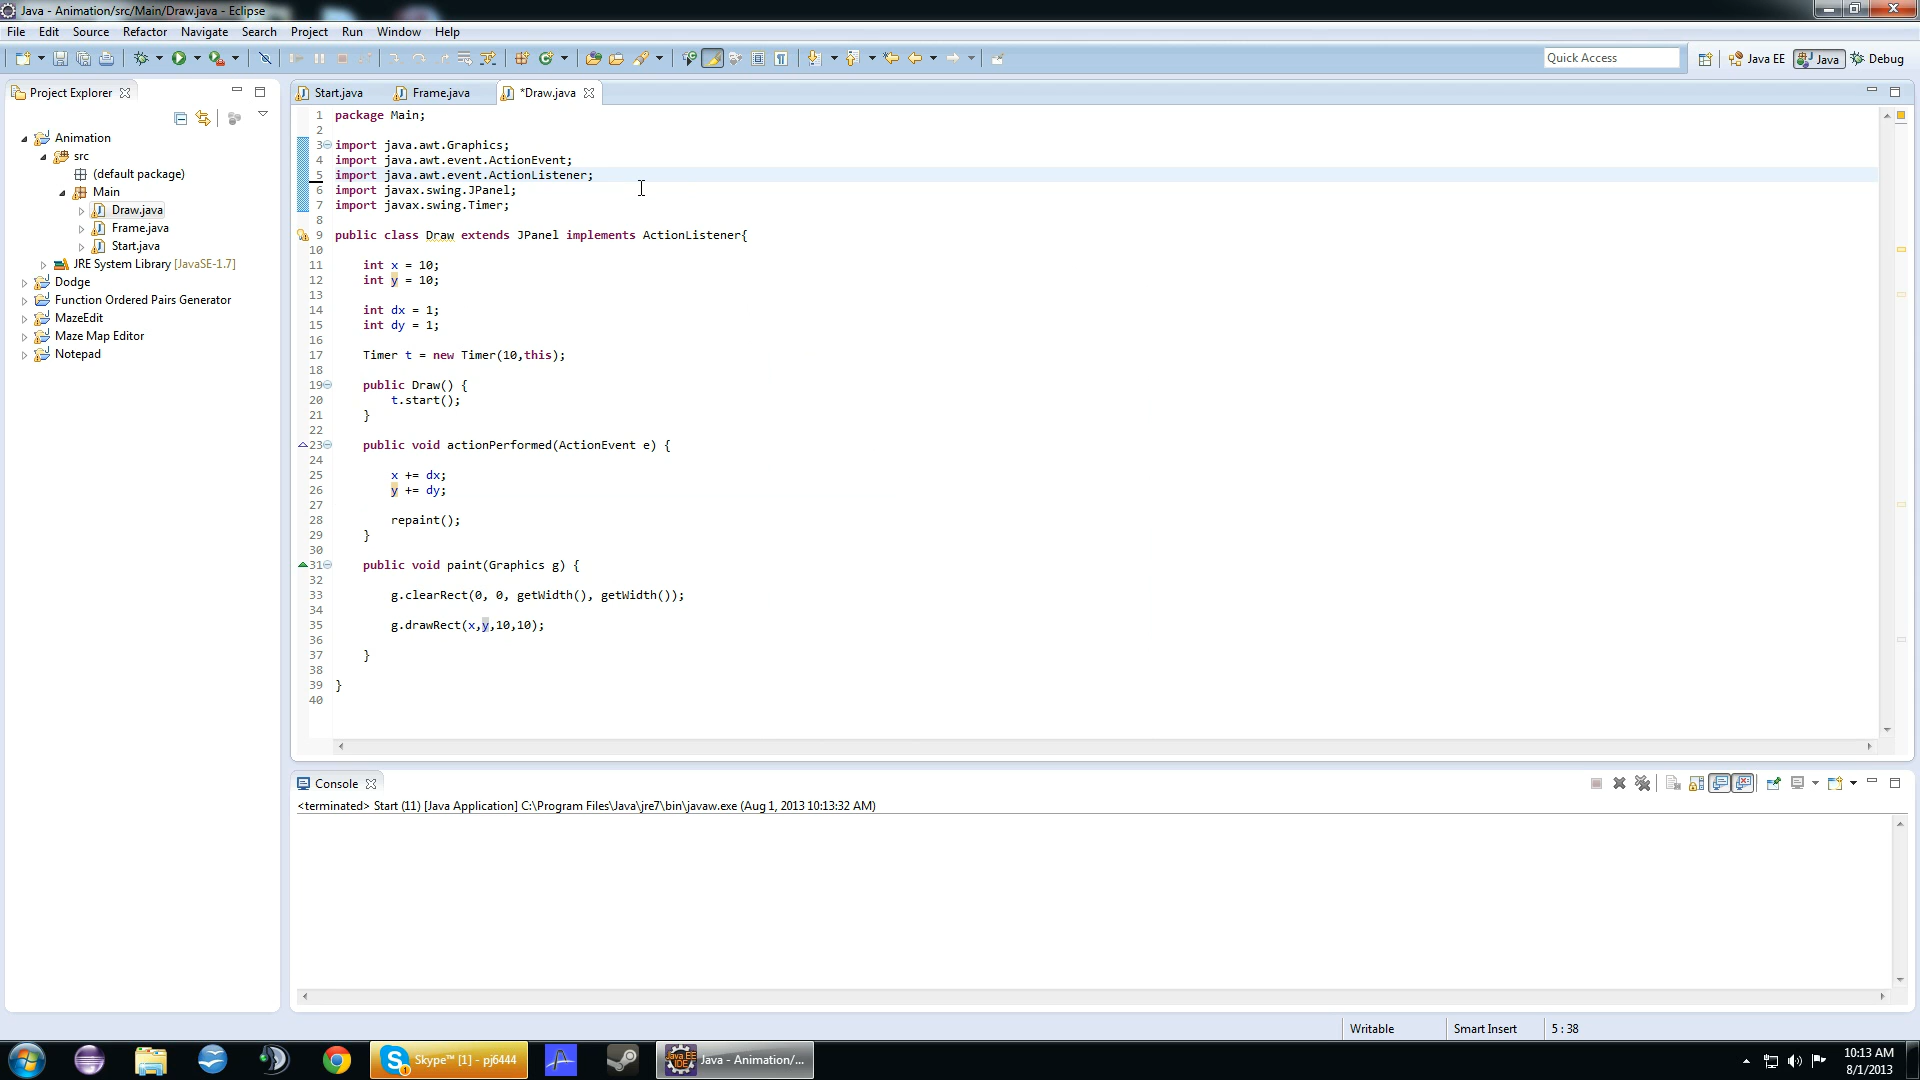 Java - Animation/src/Main/Draw.java - Eclipse
File Edit Source Refactor Navigate Search Project Run Window Help
Quick Access
Java EE
Java
Debug
Project Explorer
Animation
src
(default package)
Main
Draw.java
Frame.java
Start.java
JRE System Library [JavaSE-1.7]
Dodge
Function Ordered Pairs Generator
MazeEdit
Maze Map Editor
Notepad
Start.java Frame.java *Draw.java
1 package Main;
2
3 import java.awt.Graphics;
4 import java.awt.event.ActionEvent;
5 import java.awt.event.ActionListener;
6 import javax.swing.JPanel;
7 import javax.swing.Timer;
8
9 public class Draw extends JPanel implements ActionListener{
10
11 int x = 10;
12 int y = 10;
13
14 int dx = 1;
15 int dy = 1;
16
17 Timer t = new Timer(10,this);
18
19 public Draw() {
20 t.start();
21 }
22
23 public void actionPerformed(ActionEvent e) {
24
25 x += dx;
26 y += dy;
27
28 repaint();
29 }
30
31 public void paint(Graphics g) {
32
33 g.clearRect(0, 0, getWidth(), getWidth());
34
35 g.drawRect(x,y,10,10);
36
37 }
38
39 }
40
Console
<terminated> Start (11) [Java Application] C:\Program Files\Java\jre7\bin\javaw.exe (Aug 1, 2013 10:13:32 AM)
Writable Smart Insert 5 : 38
Skype™ [1] - pj6444
Java EE
IDE
Java - Animation/...
10:13 AM
8/1/2013